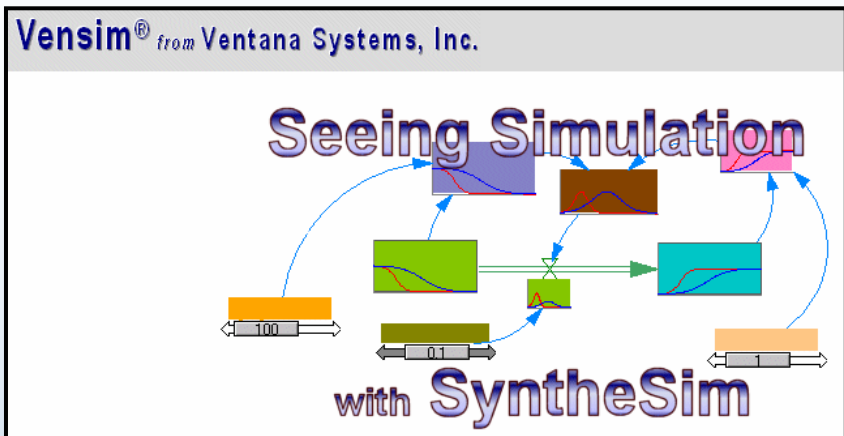 Vensim® from Ventana Systems, Inc.
Seeing Simulation
100
0.1
1
with SyntheSim